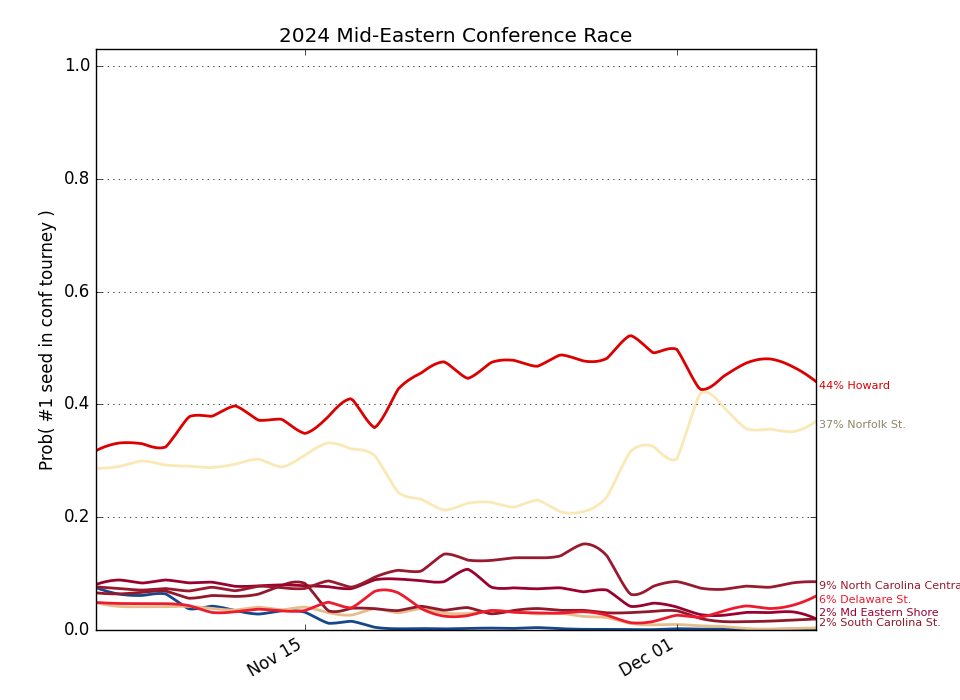 2024 Mid-Eastern Conference Race
Prob( #1 seed in conf tourney )
1.0
0.8
0.6
0.4
0.2
0.0
Nov 15
Dec 01
44% Howard
37% Norfolk St.
9% North Carolina Centra
6% Delaware St.
2% Md Eastern Shore
2% South Carolina St.